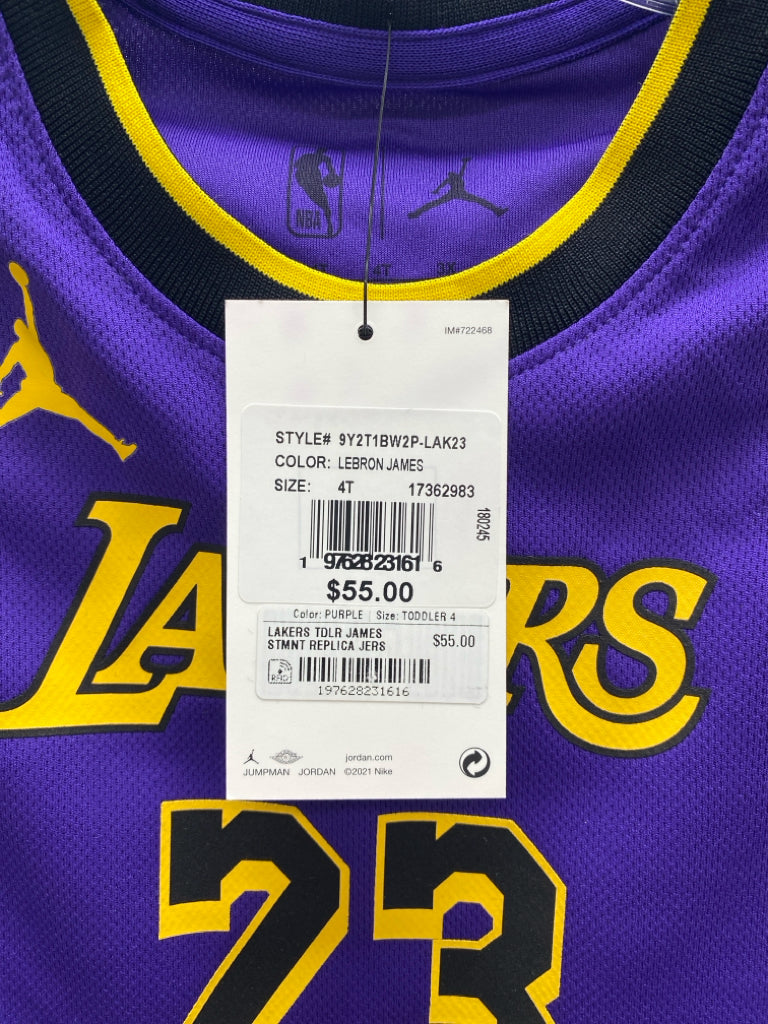 NBA
4T
IM#722468
STYLE# 9Y2T1BW2P-LAK23
COLOR: LEBRON JAMES
SIZE: 4T 17362983
180245
1 97628 23161 6
$55.00
Color: PURPLE | Size: TODDLER 4
LAKERS TDLR JAMES $55.00
STMNT REPLICA JERS
RFID
197628231616
jordan.com
JUMPMAN JORDAN ©2021 Nike
23